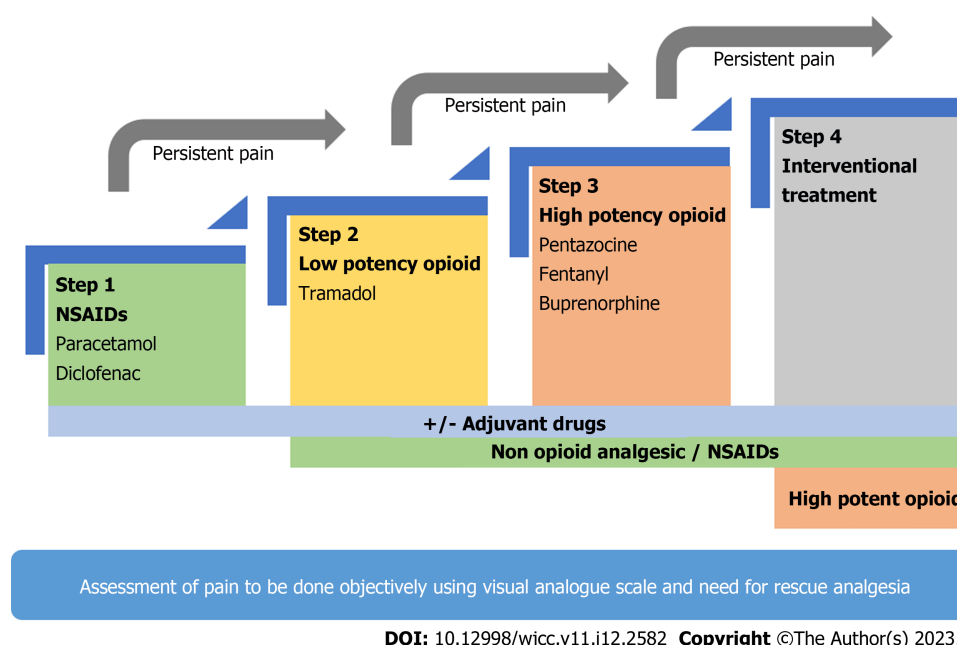 Persistent pain
Persistent pain
Persistent pain
Step 1
NSAIDs
Paracetamol
Diclofenac
Step 2
Low potency opioid
Tramadol
Step 3
High potency opioid
Pentazocine
Fentanyl
Buprenorphine
Step 4
Interventional
treatment
+/- Adjuvant drugs
Non opioid analgesic / NSAIDs
High potent opioid
Assessment of pain to be done objectively using visual analogue scale and need for rescue analgesia
DOI: 10.12998/wjcc.v11.i12.2582 Copyright ©The Author(s) 2023.